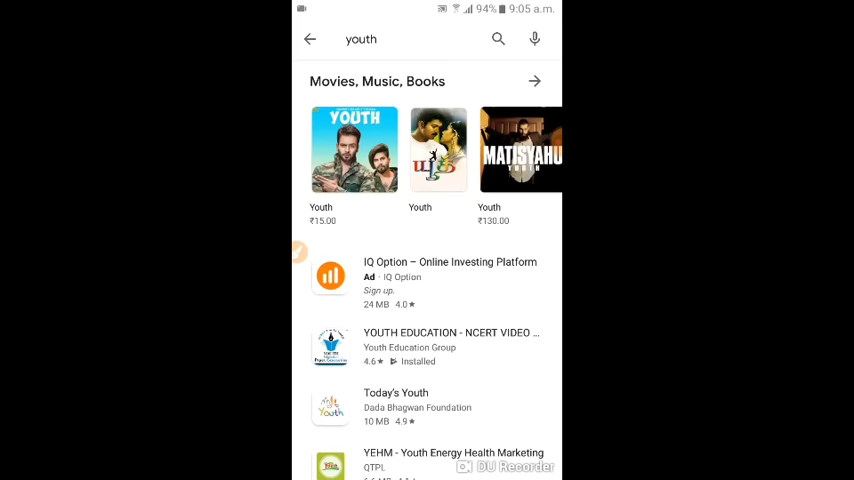 94% 9:05 a.m.
youth
Movies, Music, Books
YOUTH
யூத்
MATISYAHU
YOUTH
Youth
Youth
Youth
₹15.00
₹130.00
IQ Option – Online Investing Platform
Ad · IQ Option
Sign up.
24 MB 4.0★
YOUTH EDUCATION - NCERT VIDEO ...
Youth Education Group
4.6★ Installed
Today's Youth
Youth
Dada Bhagwan Foundation
10 MB 4.9★
YEHM - Youth Energy Health Marketing
QTPL
DU Recorder